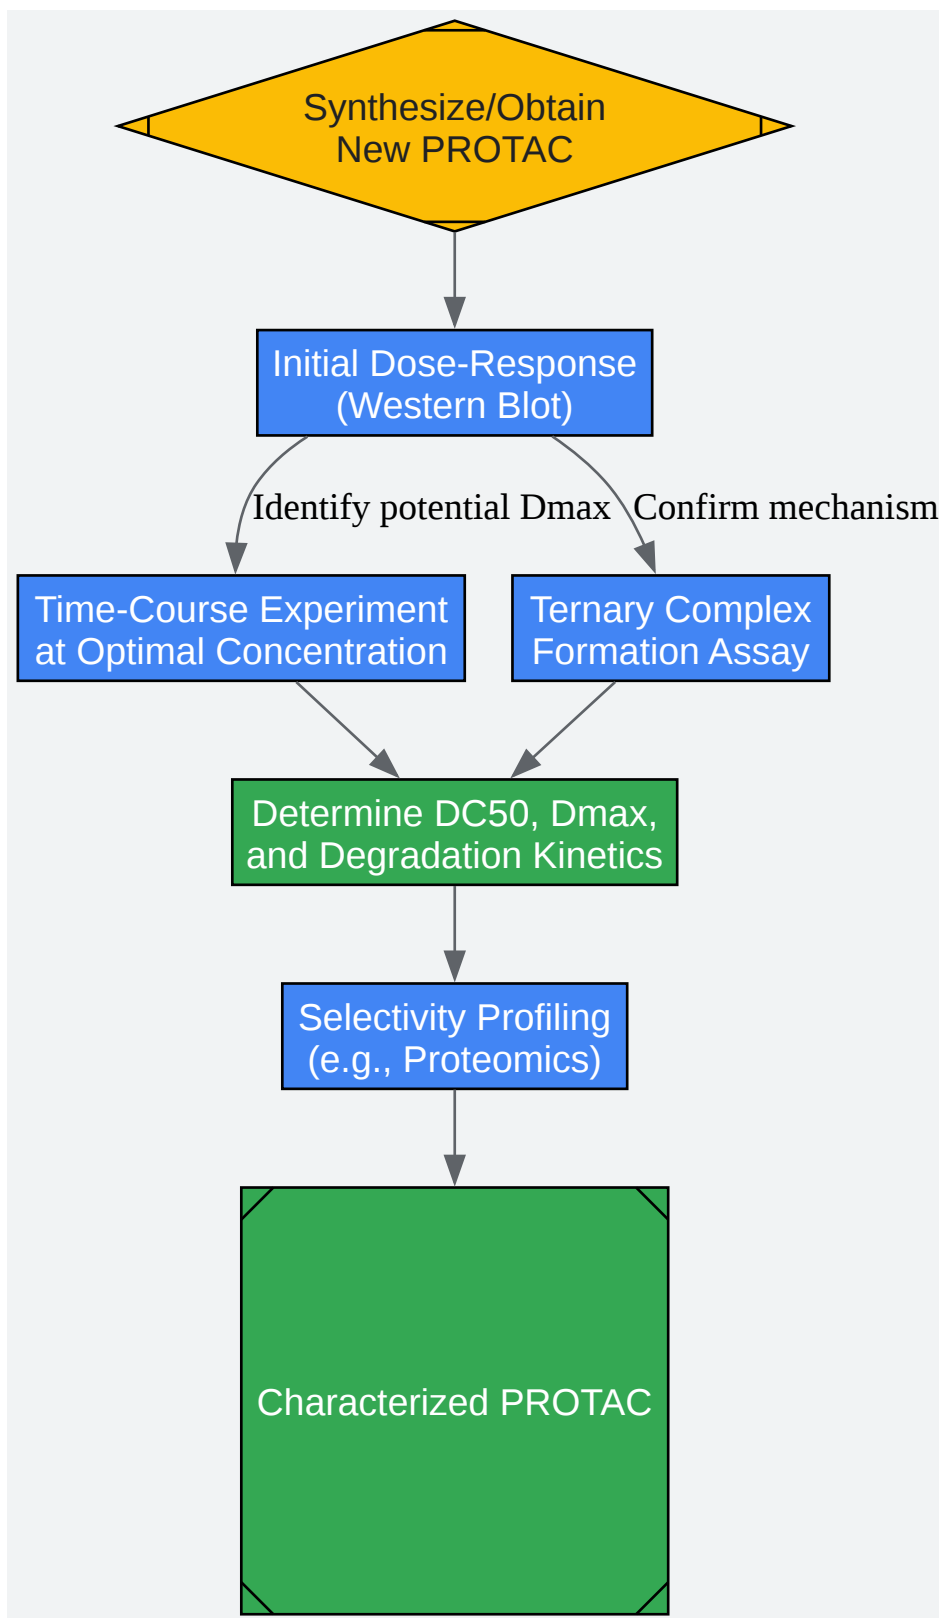 Synthesize/Obtain
New PROTAC
Initial Dose-Response
(Western Blot)
Identify potential Dmax
Confirm mechanism
Time-Course Experiment
at Optimal Concentration
Ternary Complex
Formation Assay
Determine DC50, Dmax,
and Degradation Kinetics
Selectivity Profiling
(e.g., Proteomics)
Characterized PROTAC